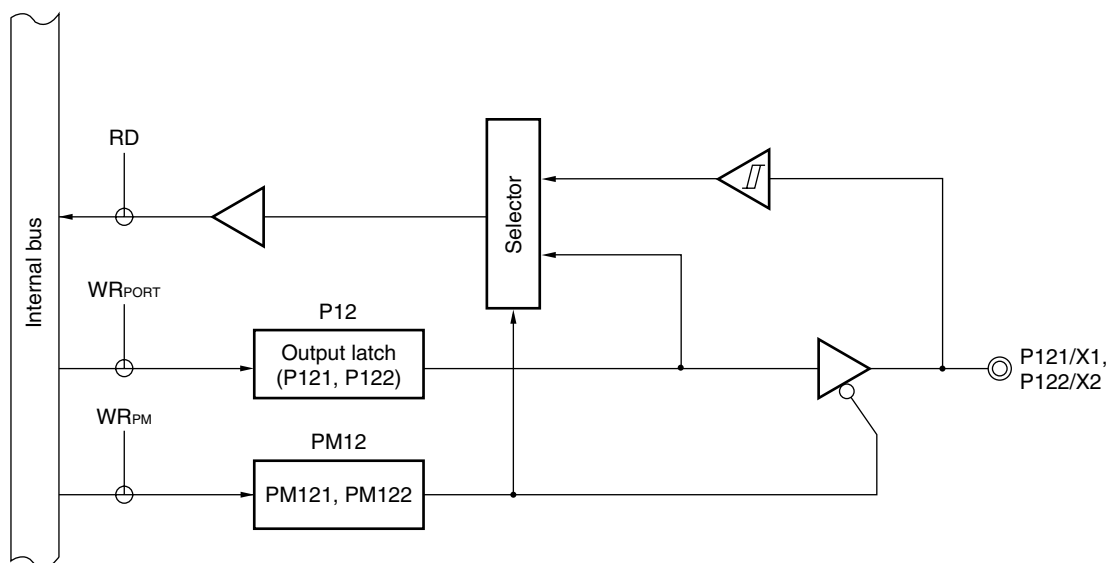 RD
Internal bus
Selector
WRPORT
P12
Output latch
(P121, P122)
P121/X1,
P122/X2
WRPM
PM12
PM121, PM122